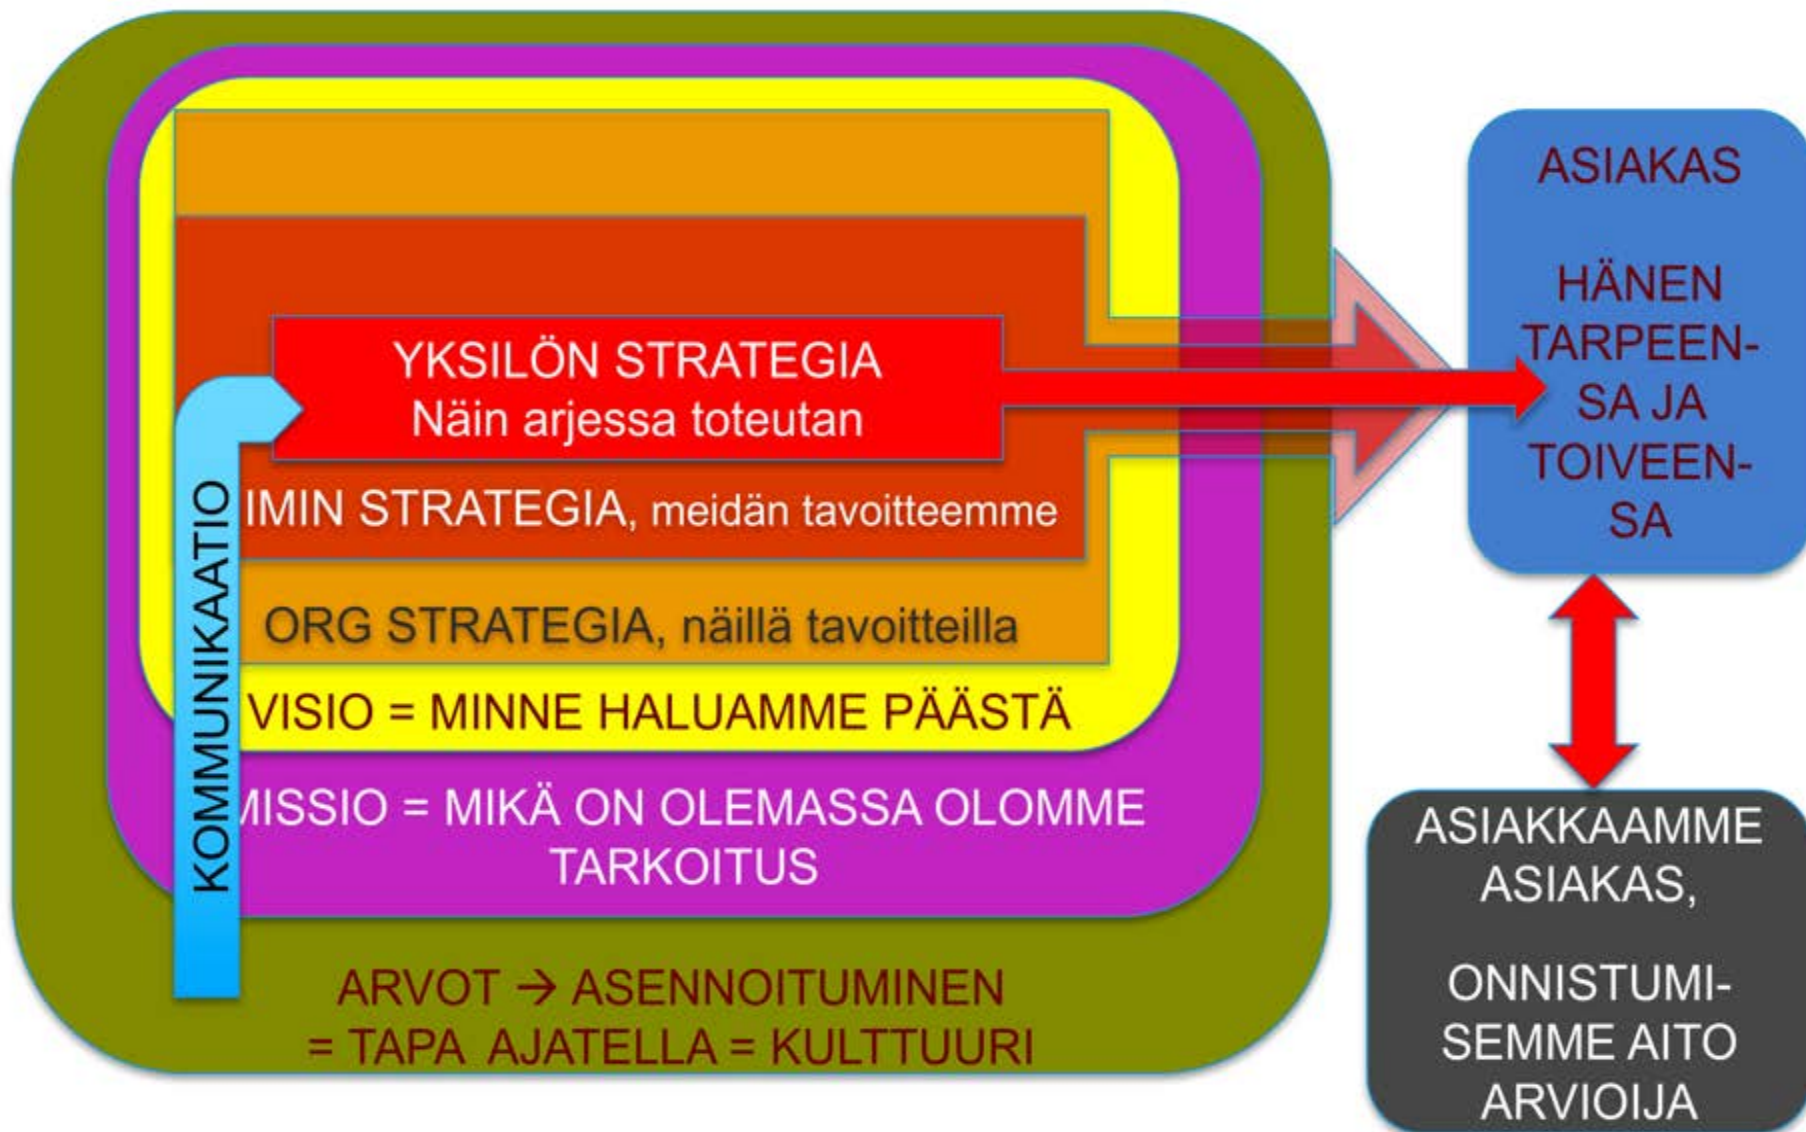 YKSILÖN STRATEGIA
Näin arjessa toteutan
IMIN STRATEGIA, meidän tavoitteemme
ORG STRATEGIA, näillä tavoitteilla
VISIO = MINNE HALUAMME PÄÄSTÄ
MISSIO = MIKÄ ON OLEMASSA OLOMME
TARKOITUS
ARVOT → ASENNOITUMINEN
= TAPA AJATELLA = KULTTUURI
KOMMUNIKAATIO
ASIAKAS
HÄNEN
TARPEEN-
SA JA
TOIVEEN-
SA
ASIAKKAAMME
ASIAKAS,
ONNISTUMI-
SEMME AITO
ARVIOIJA